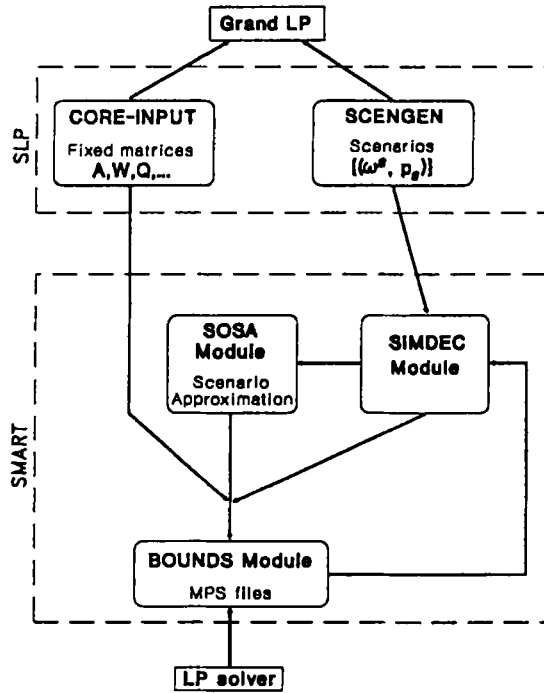 Grand LP
SLP
CORE-INPUT
Fixed matrices
A,W,Q,...
SCENGEN
Scenarios
{(ω^s, p_s)}
SMART
SOSA
Module
Scenario
Approximation
SIMDEC
Module
BOUNDS Module
MPS files
LP solver